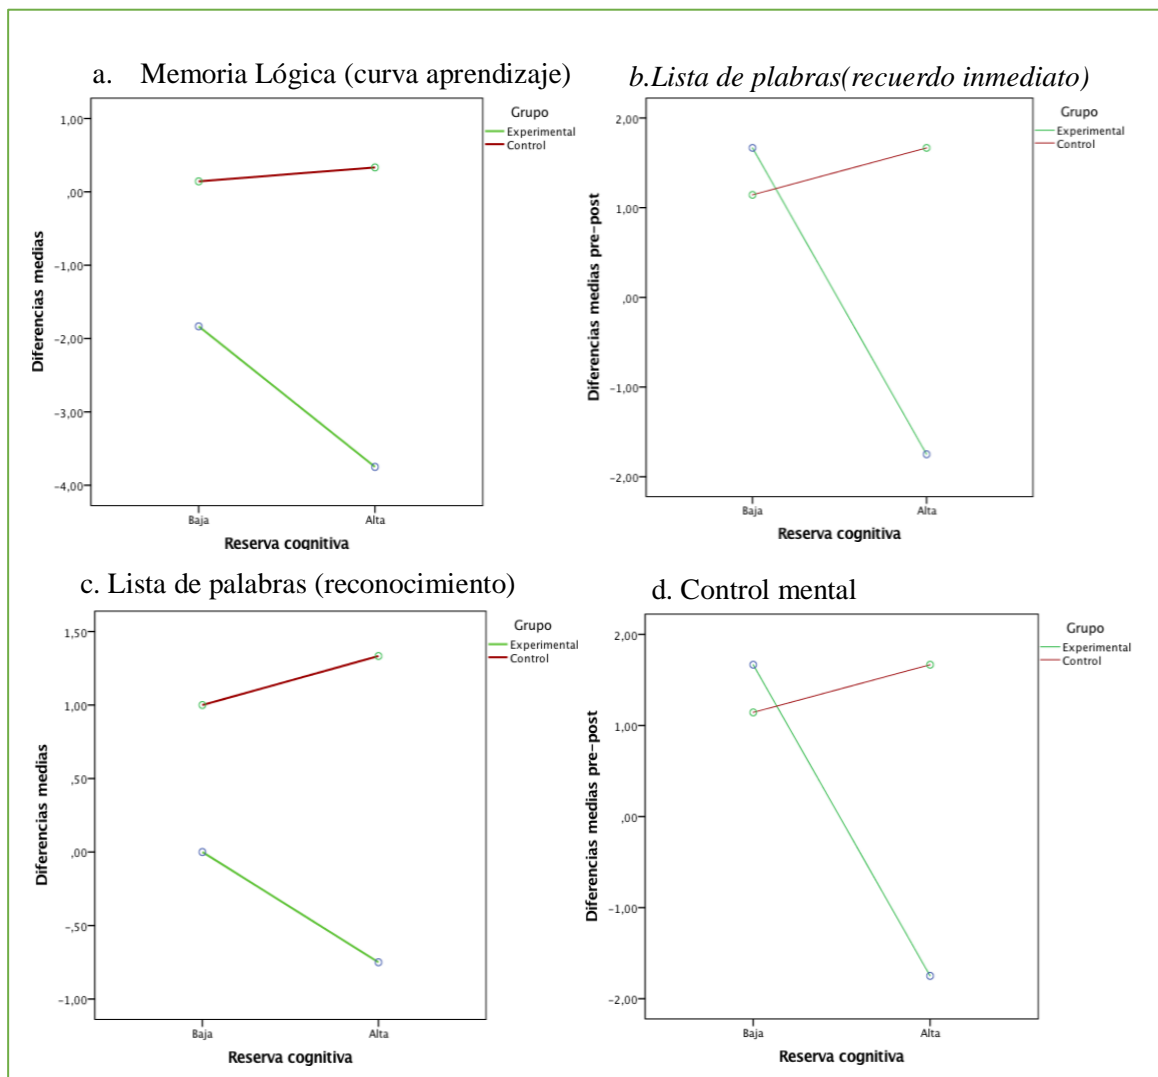 a. Memoria Lógica (curva aprendizaje)
1,00
,00
−1,00
−2,00
−3,00
−4,00
Diferencias medias
Baja
Alta
Reserva cognitiva
Grupo
Experimental
Control
b.Lista de plabras(recuerdo inmediato)
2,00
1,00
,00
−1,00
−2,00
Diferencias medias pre-post
Baja
Alta
Reserva cognitiva
Grupo
Experimental
Control
c. Lista de palabras (reconocimiento)
1,50
1,00
,50
,00
−,50
−1,00
Diferencias medias
Baja
Alta
Reserva cognitiva
Grupo
Experimental
Control
d. Control mental
2,00
1,00
,00
−1,00
−2,00
Diferencias medias pre-post
Baja
Alta
Reserva cognitiva
Grupo
Experimental
Control